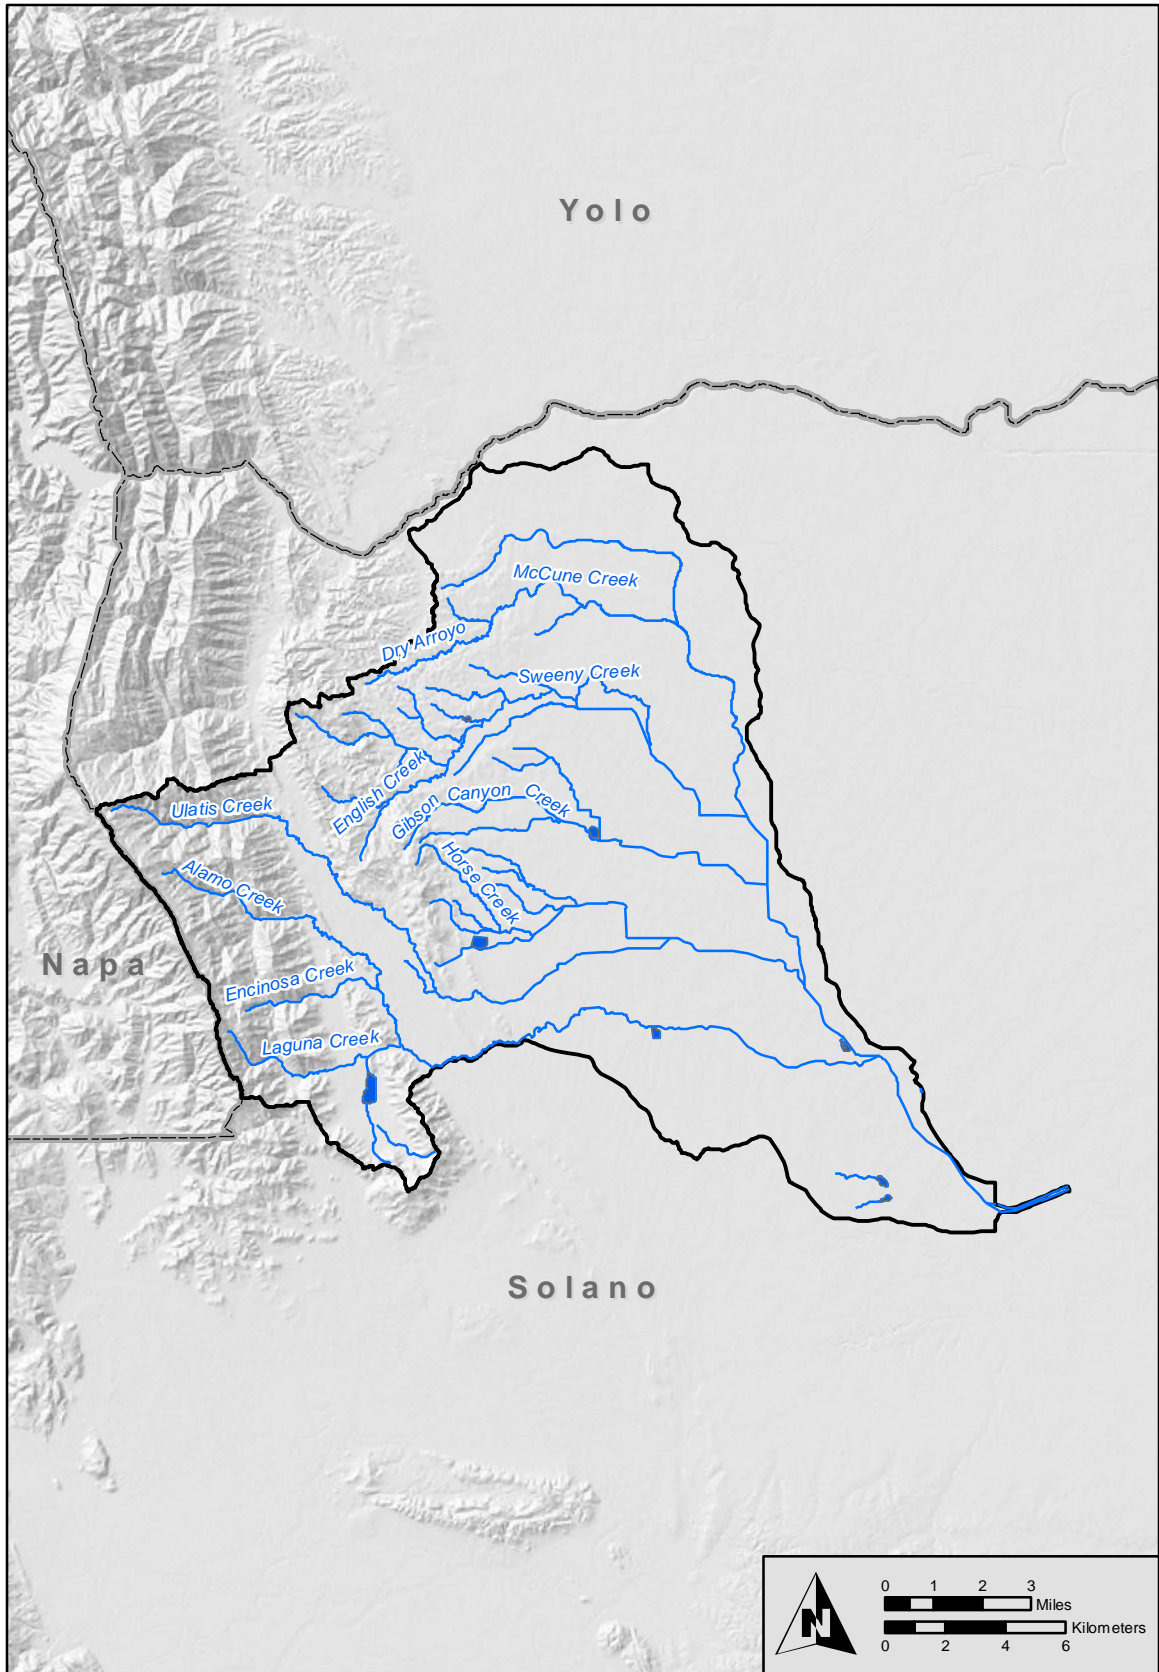 Yolo
McCune Creek
Dry Arroyo
Sweeny Creek
English Creek
Gibson Canyon Creek
Ulatis Creek
Horse Creek
Alamo Creek
Napa
Encinosa Creek
Laguna Creek
Solano
N
0 1 2 3
Miles
Kilometers
0 2 4 6